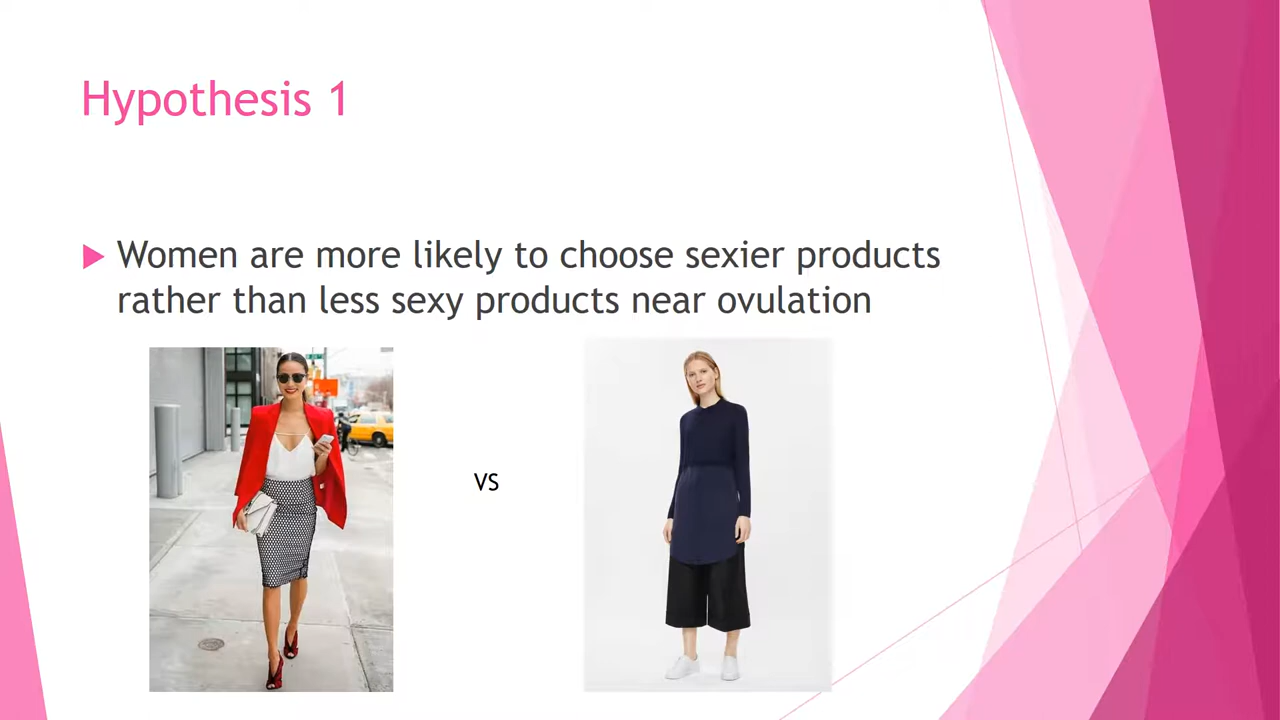 Hypothesis 1
Women are more likely to choose sexier products
rather than less sexy products near ovulation
vs